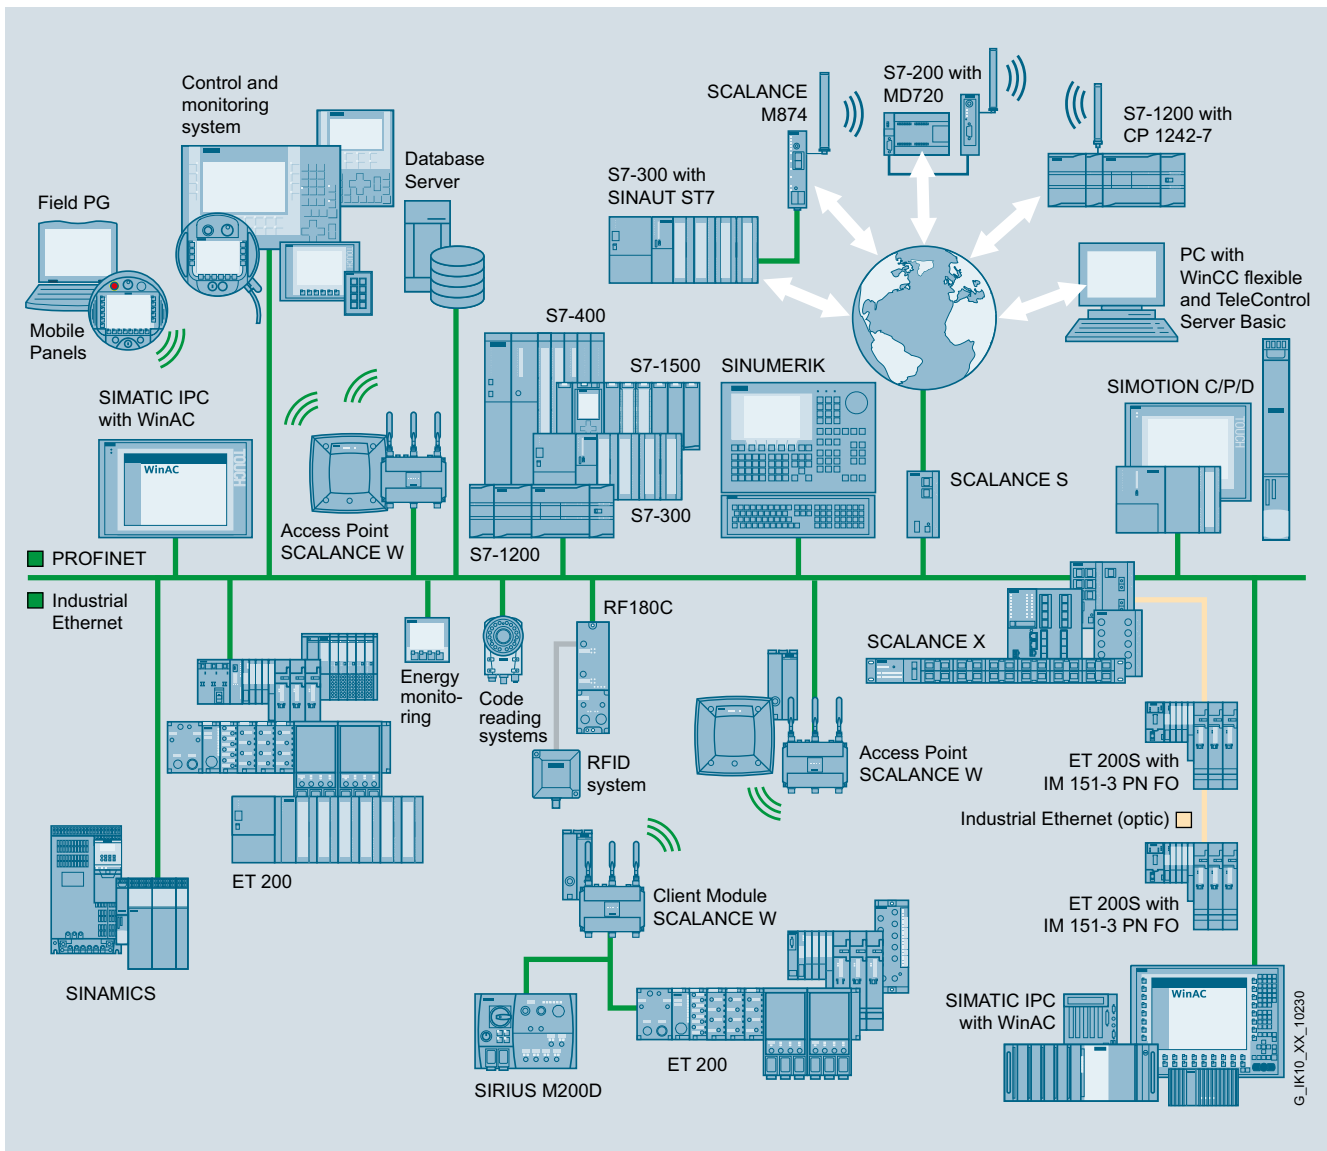 Control and
monitoring
system
Field PG
Mobile
Panels
Database
Server
SCALANCE
M874
S7-200 with
MD720
S7-1200 with
CP 1242-7
S7-300 with
SINAUT ST7
PC with
WinCC flexible
and TeleControl
Server Basic
SIMATIC IPC
with WinAC
WinAC
TOUCH
Access Point
SCALANCE W
S7-400
S7-1500
S7-300
S7-1200
SINUMERIK
SCALANCE S
SIMOTION C/P/D
TOUCH
PROFINET
Industrial
Ethernet
ET 200
SINAMICS
Energy
monito-
ring
Code
reading
systems
RF180C
RFID
system
Access Point
SCALANCE W
SCALANCE X
ET 200S with
IM 151-3 PN FO
Industrial Ethernet (optic)
ET 200S with
IM 151-3 PN FO
Client Module
SCALANCE W
SIRIUS M200D
ET 200
SIMATIC IPC
with WinAC
WinAC
G_IK10_XX_10230